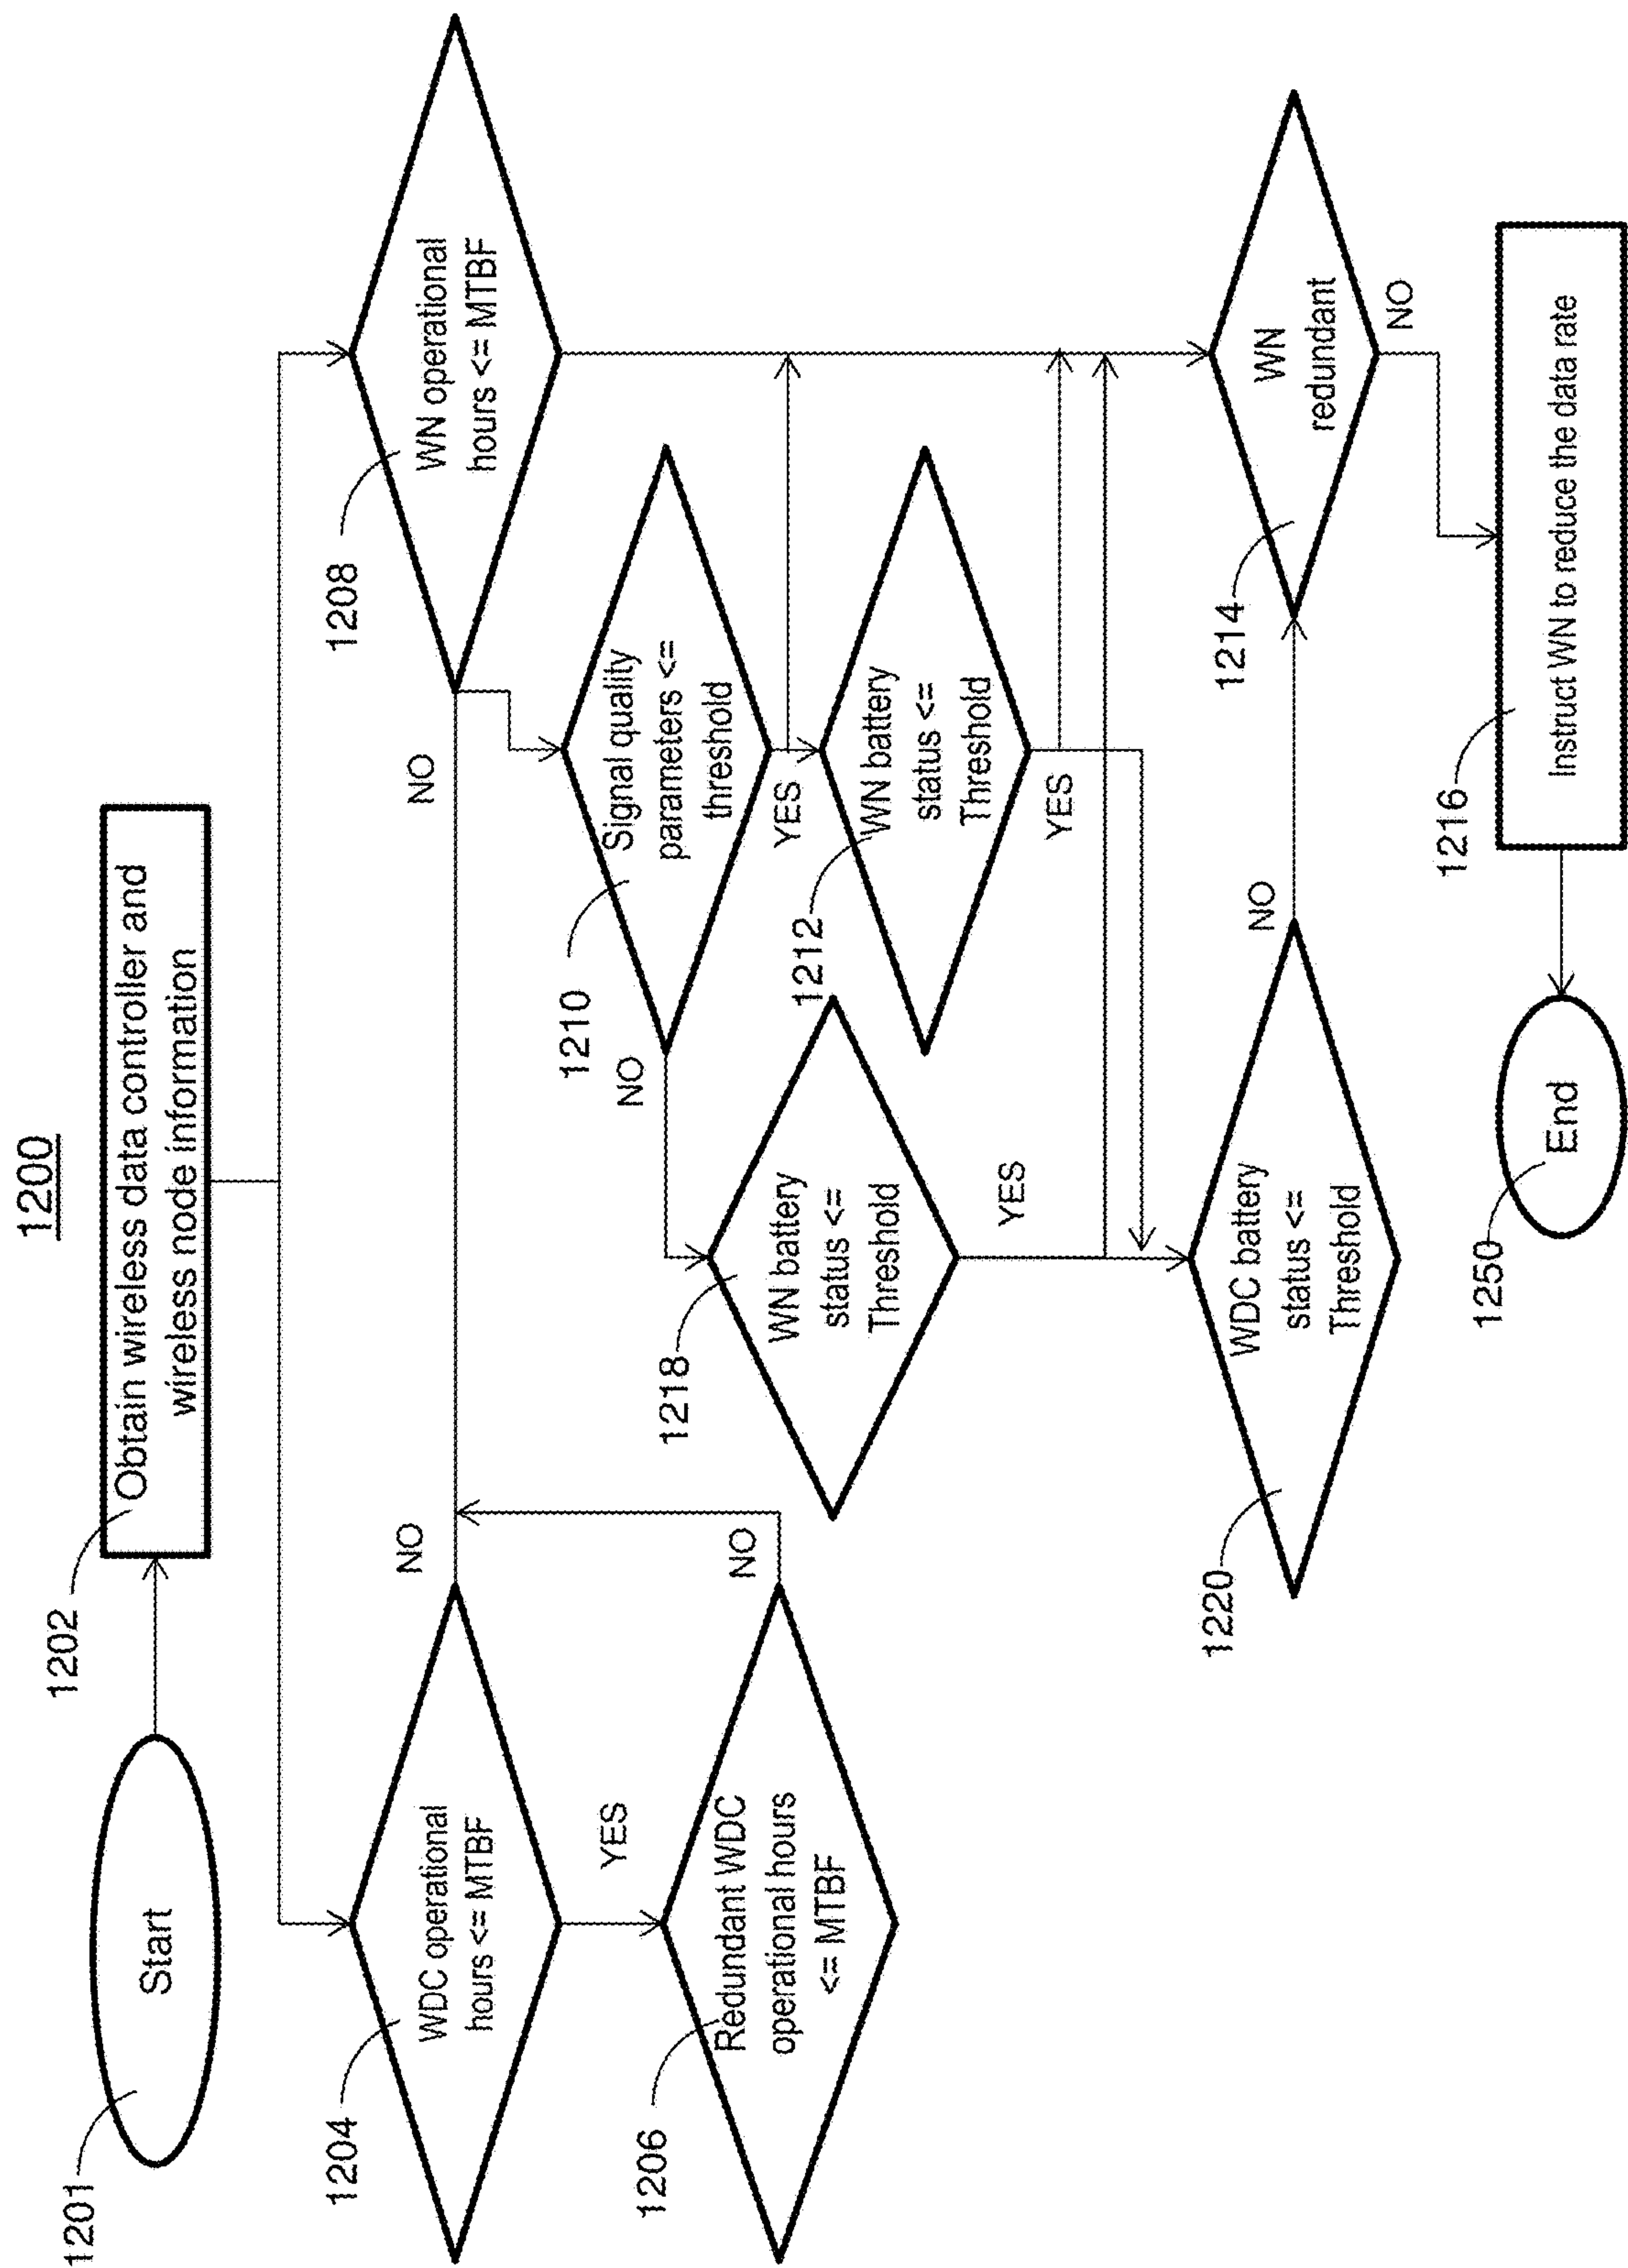 1200
1201
Start
1202
Obtain wireless data controller and
wireless node information
1204
WDC operational
hours <= MTBF
NO
YES
1206
Redundant WDC
operational hours
<= MTBF
NO
1208
WN operational
hours <= MTBF
NO
1210
Signal quality
parameters <=
threshold
NO
YES
1218
WN battery
status <=
Threshold
YES
1212
WN battery
status <=
Threshold
YES
1220
WDC battery
status <=
Threshold
NO
1214
WN
redundant
NO
1216
Instruct WN to reduce the data rate
1250
End